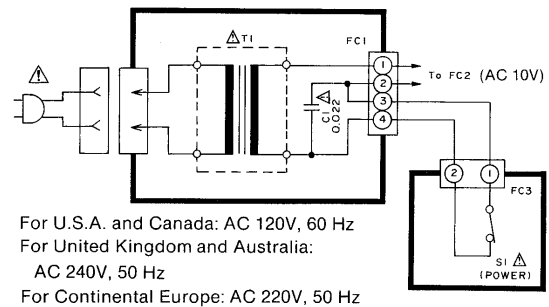 T1
FC1
1
2
3
4
To FC2 (AC 10V)
C1
0.022
2
1
FC3
S1
(POWER)
For U.S.A. and Canada: AC 120V, 60 Hz
For United Kingdom and Australia:
AC 240V, 50 Hz
For Continental Europe: AC 220V, 50 Hz